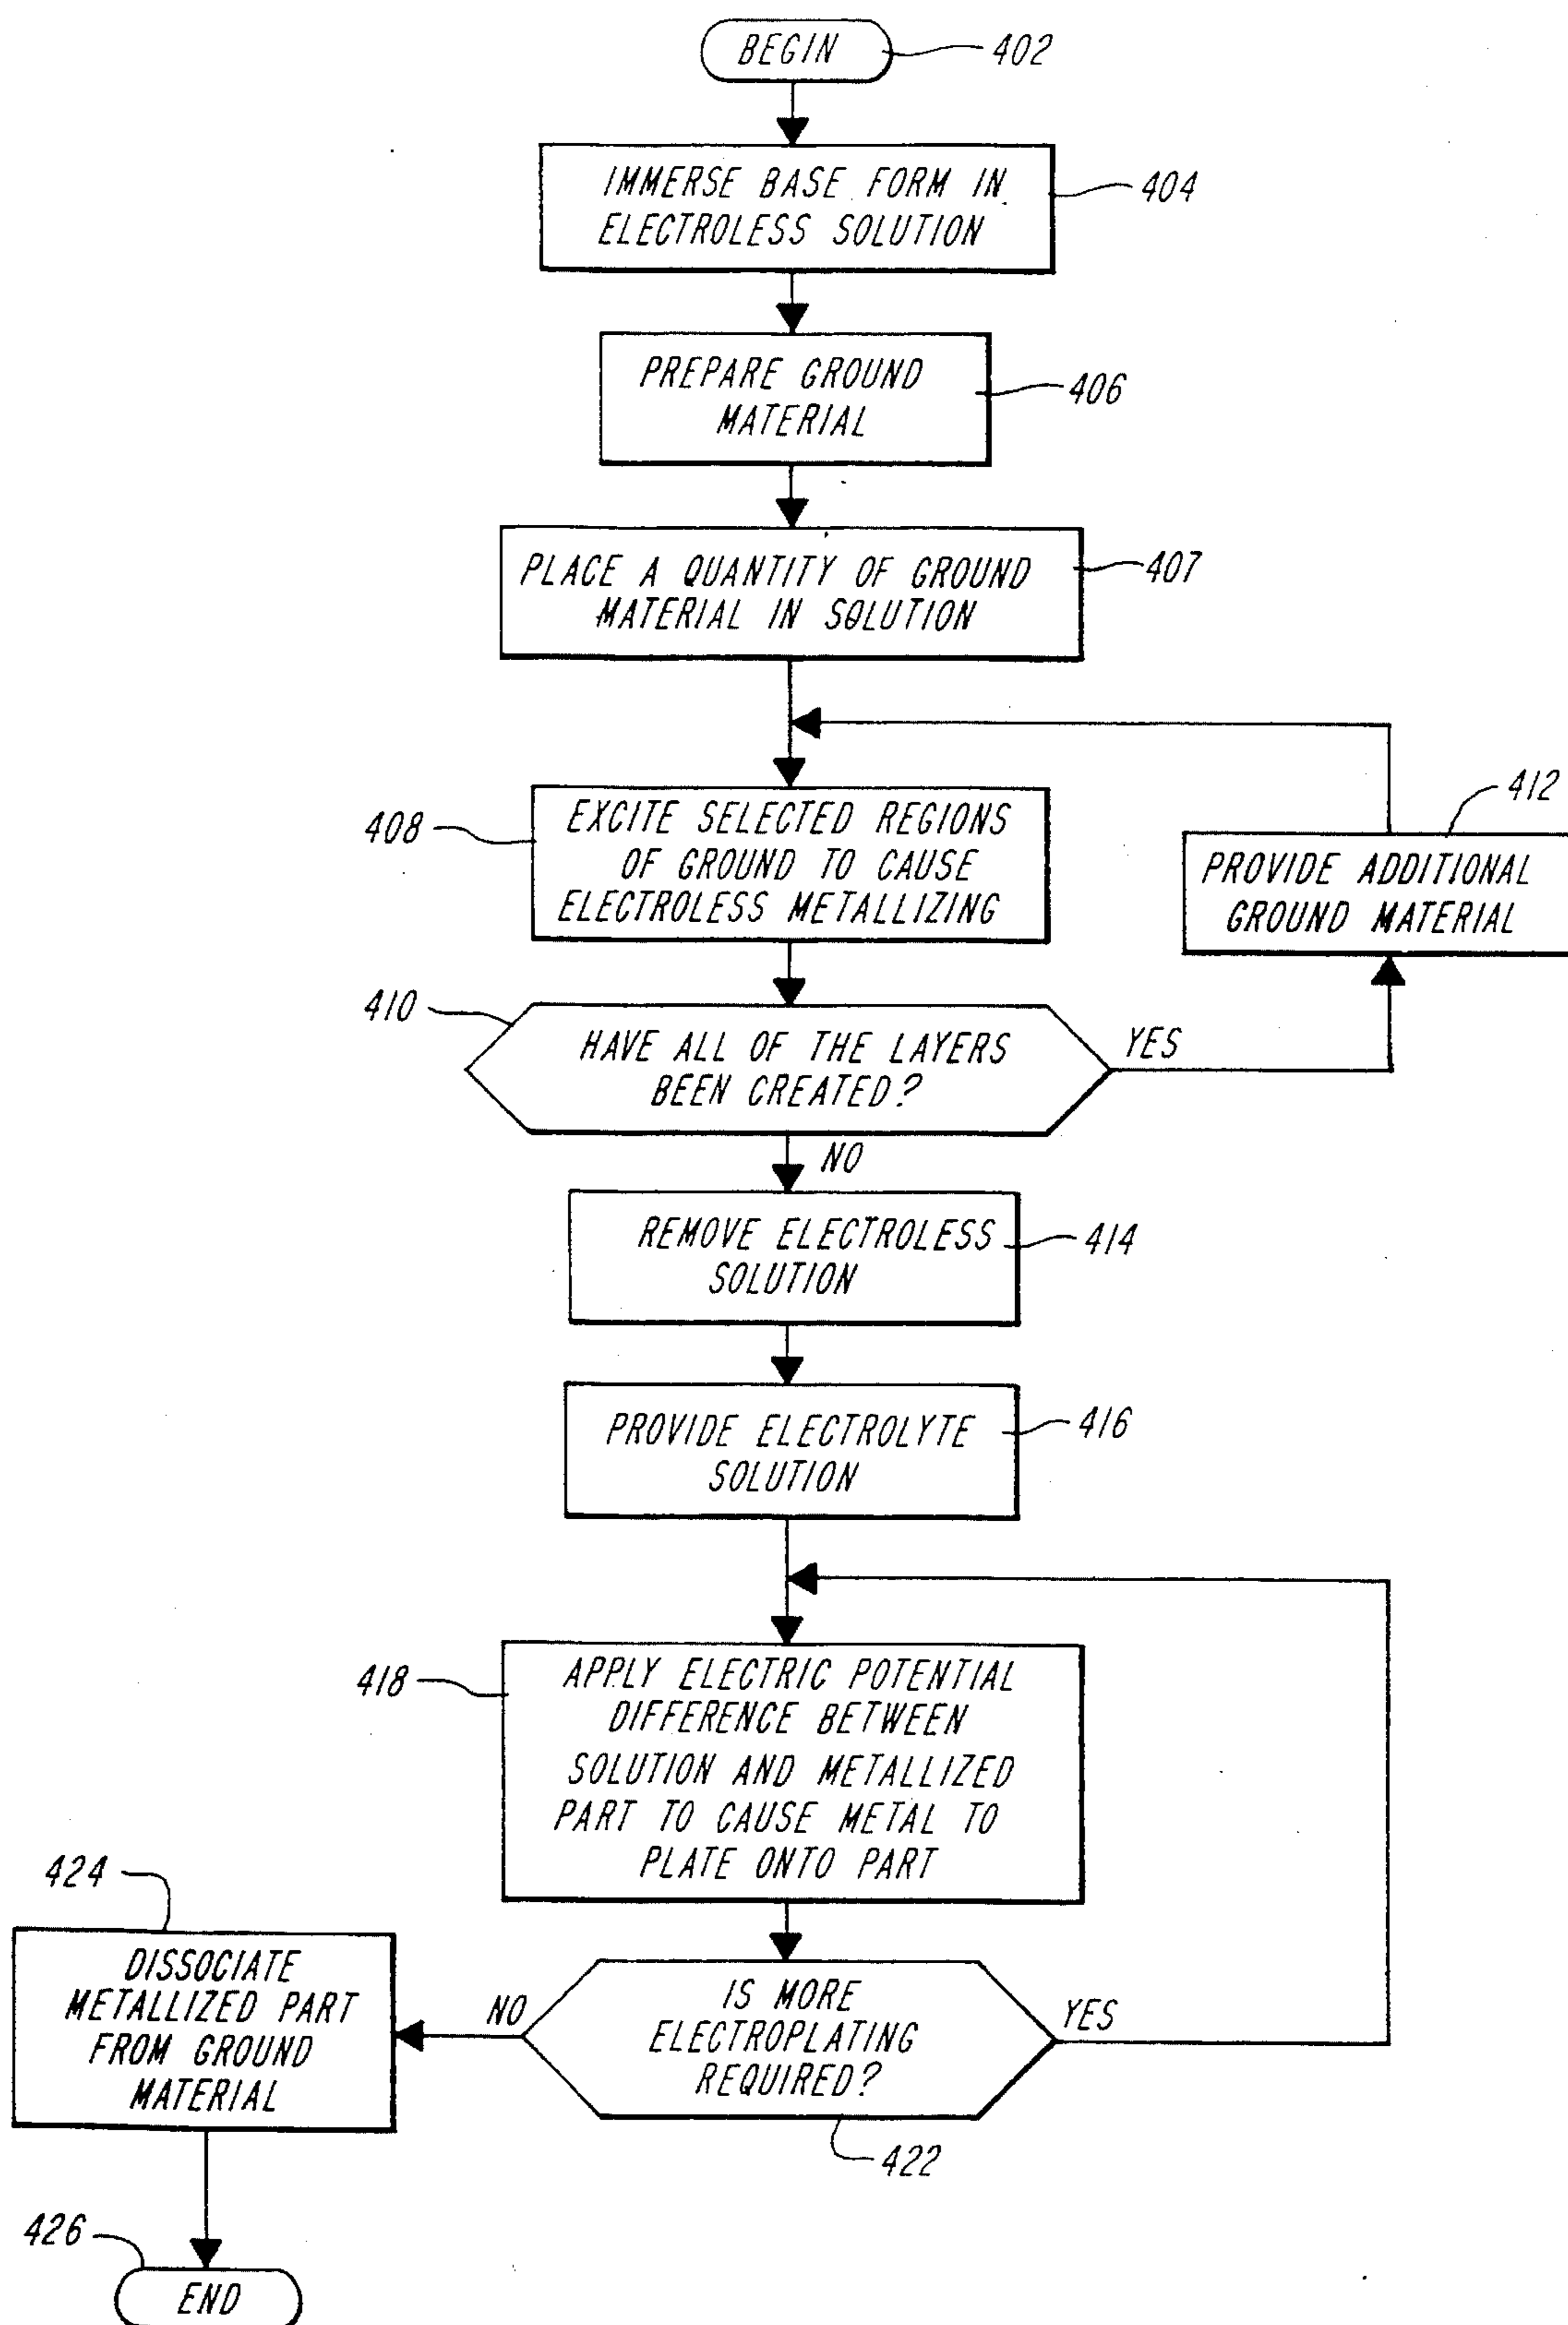 BEGIN
402
IMMERSE BASE FORM IN
ELECTROLESS SOLUTION
404
PREPARE GROUND
MATERIAL
406
PLACE A QUANTITY OF GROUND
MATERIAL IN SOLUTION
407
408
EXCITE SELECTED REGIONS
OF GROUND TO CAUSE
ELECTROLESS METALLIZING
412
PROVIDE ADDITIONAL
GROUND MATERIAL
410
HAVE ALL OF THE LAYERS
BEEN CREATED?
YES
NO
REMOVE ELECTROLESS
SOLUTION
414
PROVIDE ELECTROLYTE
SOLUTION
416
418
APPLY ELECTRIC POTENTIAL
DIFFERENCE BETWEEN
SOLUTION AND METALLIZED
PART TO CAUSE METAL TO
PLATE ONTO PART
424
DISSOCIATE
METALLIZED PART
FROM GROUND
MATERIAL
NO
IS MORE
ELECTROPLATING
REQUIRED?
YES
422
426
END